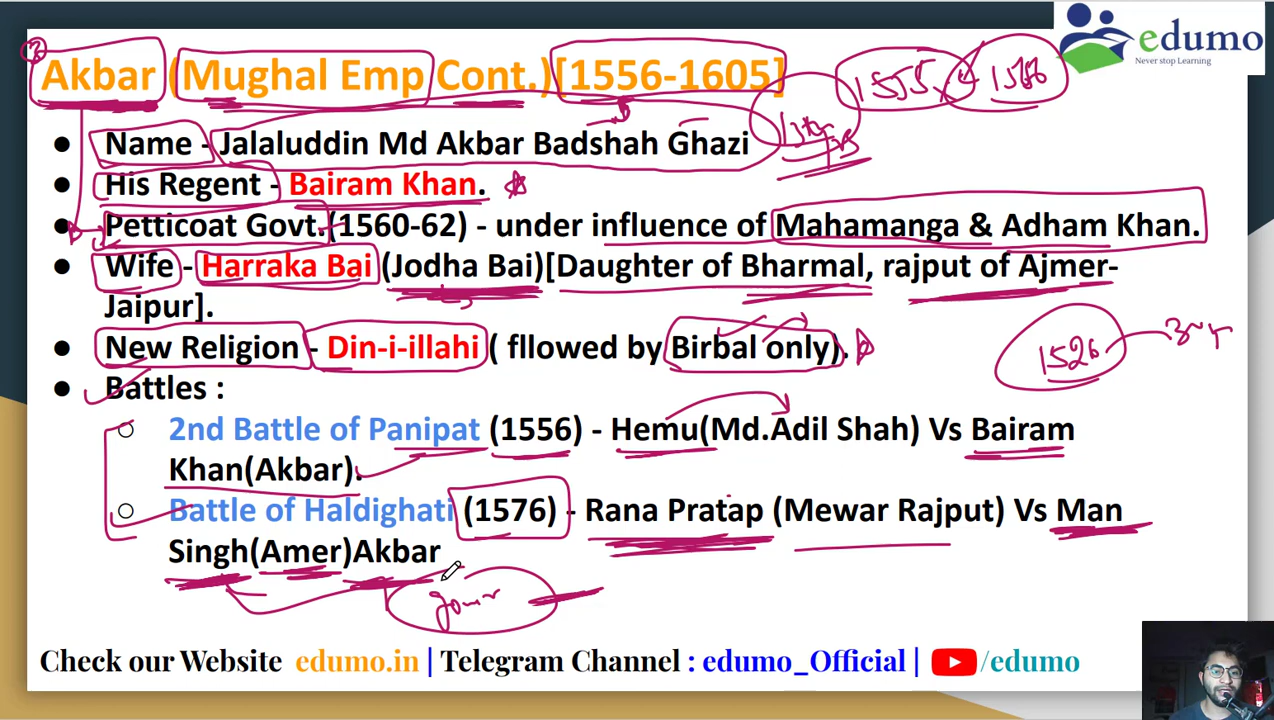 Akbar (Mughal Emp Cont.)[1556-1605]
1555
edumo
Never stop Learning
Name - Jalaluddin Md Akbar Badshah Ghazi
His Regent - Bairam Khan.
Petticoat Govt.(1560-62) - under influence of Mahamanga & Adham Khan.
Wife - Harraka Bai (Jodha Bai)[Daughter of Bharmal, rajput of Ajmer-
Jaipur].
New Religion - Din-i-illahi ( fllowed by Birbal only).
1526
Battles :
2nd Battle of Panipat (1556) - Hemu(Md.Adil Shah) Vs Bairam
Khan(Akbar).
Battle of Haldighati (1576) - Rana Pratap (Mewar Rajput) Vs Man
Singh(Amer)Akbar
Check our Website edumo.in | Telegram Channel : edumo_Official | /edumo